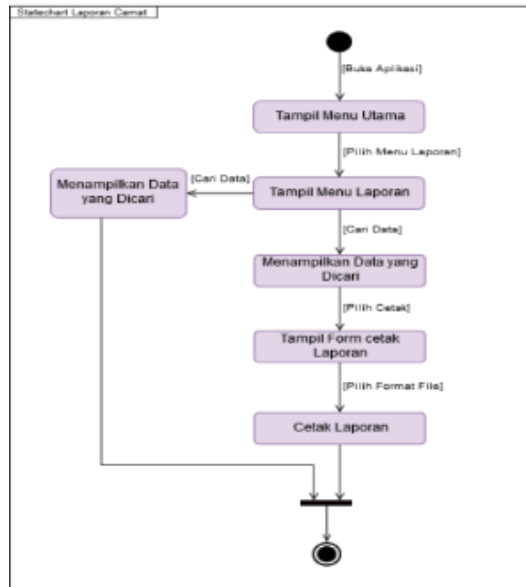 Statechart Laporan Camat
[Buka Aplikasi]
Tampil Menu Utama
[Pilih Menu Laporan]
Menampilkan Data
yang Dicari
[Cari Data]
Tampil Menu Laporan
[Cari Data]
Menampilkan Data yang
Dicari
[Pilih Cetak]
Tampil Form cetak
Laporan
[Pilih Format File]
Cetak Laporan